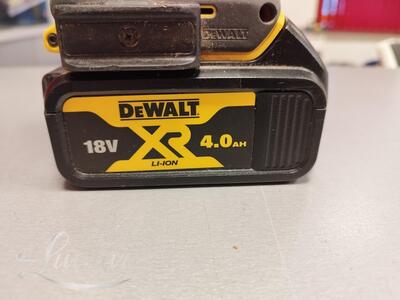 DEWALT
DEWALT
18V XR 4.0AH
LI-ION